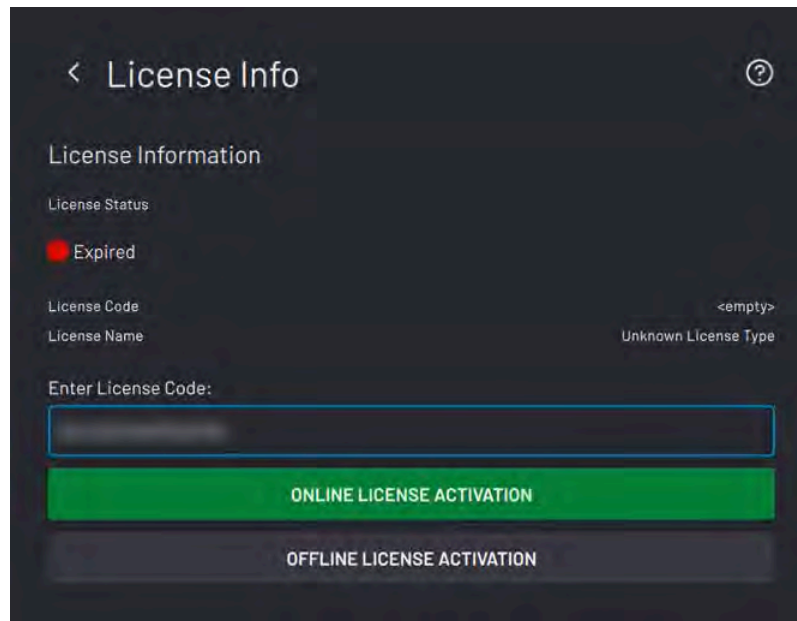 License Info
License Information
License Status
Expired
License Code <empty>
License Name Unknown License Type
Enter License Code:
ONLINE LICENSE ACTIVATION
OFFLINE LICENSE ACTIVATION